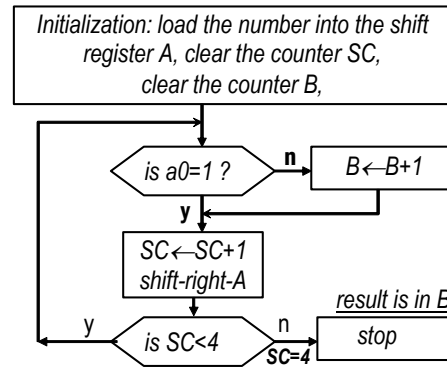 Initialization: load the number into the shift
register A, clear the counter SC,
clear the counter B,
is a0=1 ?
n
B←B+1
y
SC←SC+1
shift-right-A
result is in B
y
is SC<4
n
SC=4
stop